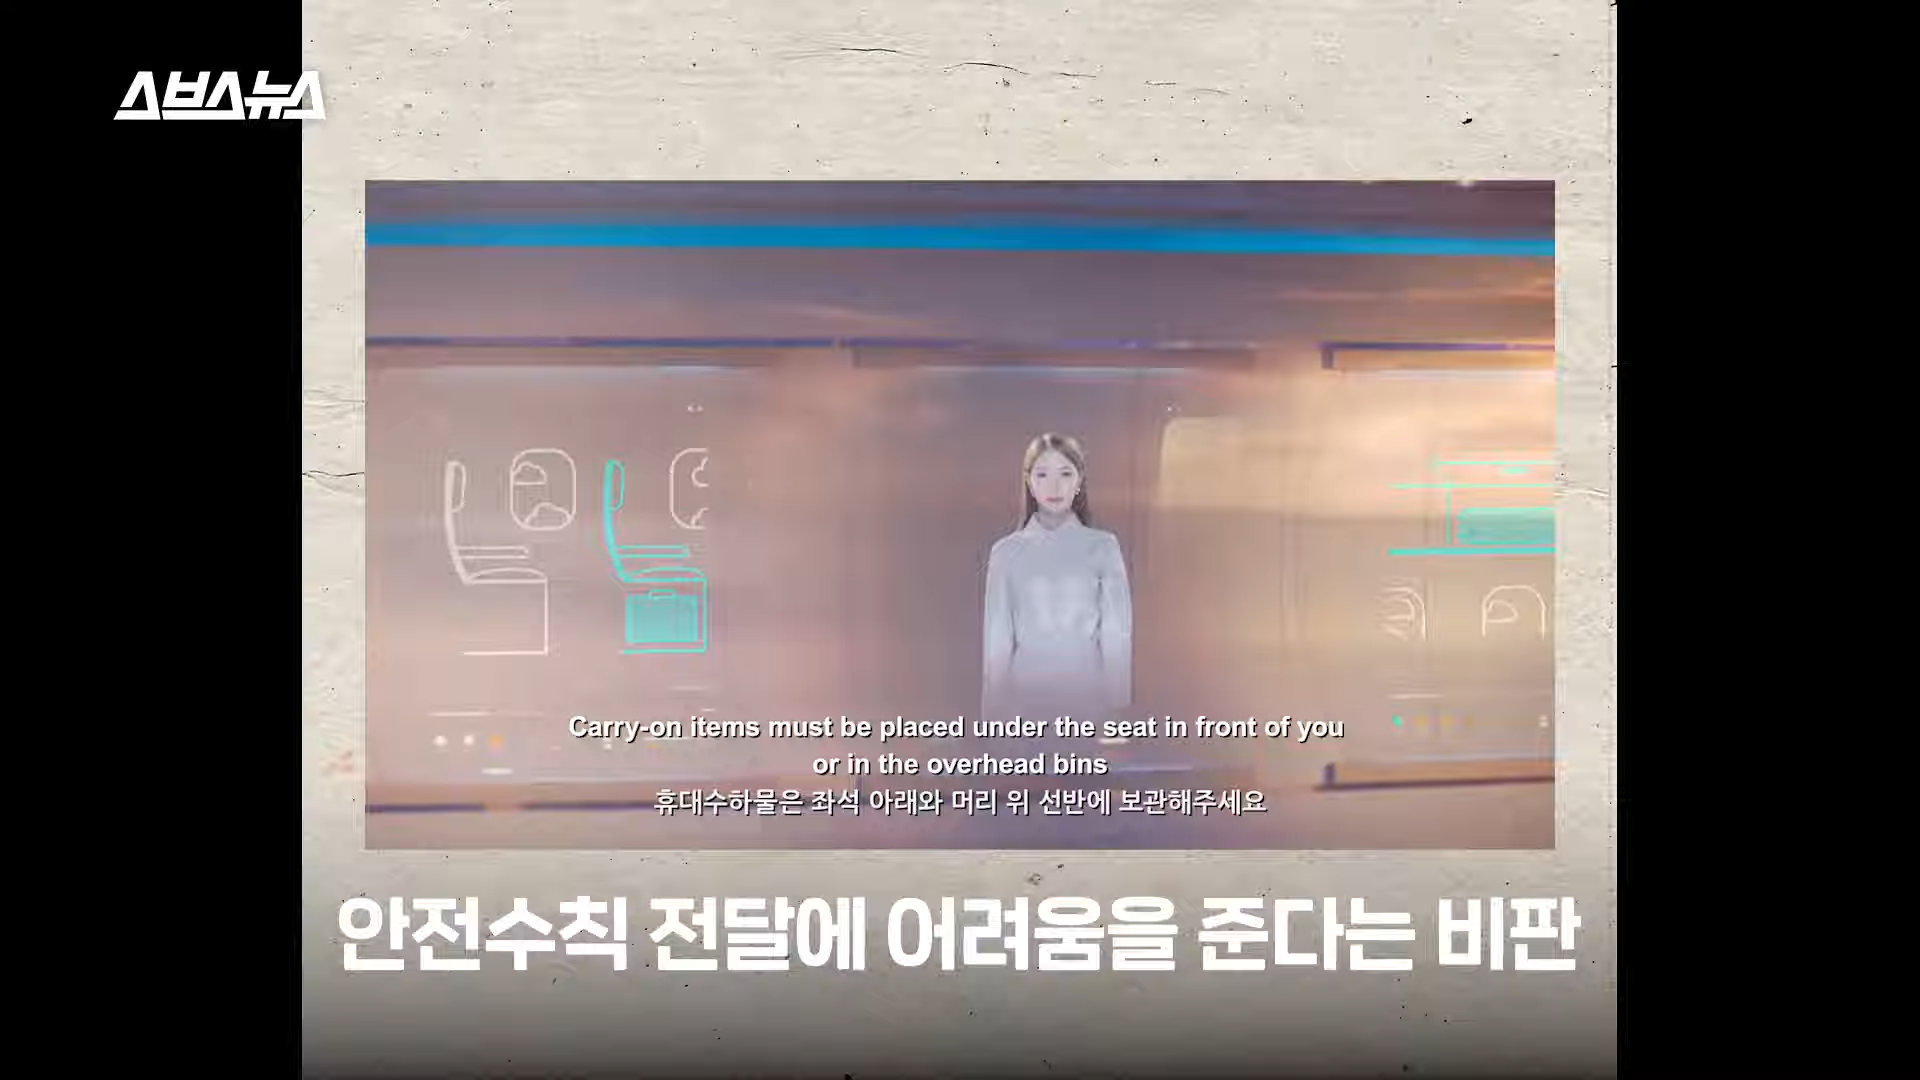 스브스뉴스
Carry-on items must be placed under the seat in front of you
or in the overhead bins
휴대수하물은 좌석 아래와 머리 위 선반에 보관해주세요
안전수칙 전달에 어려움을 준다는 비판